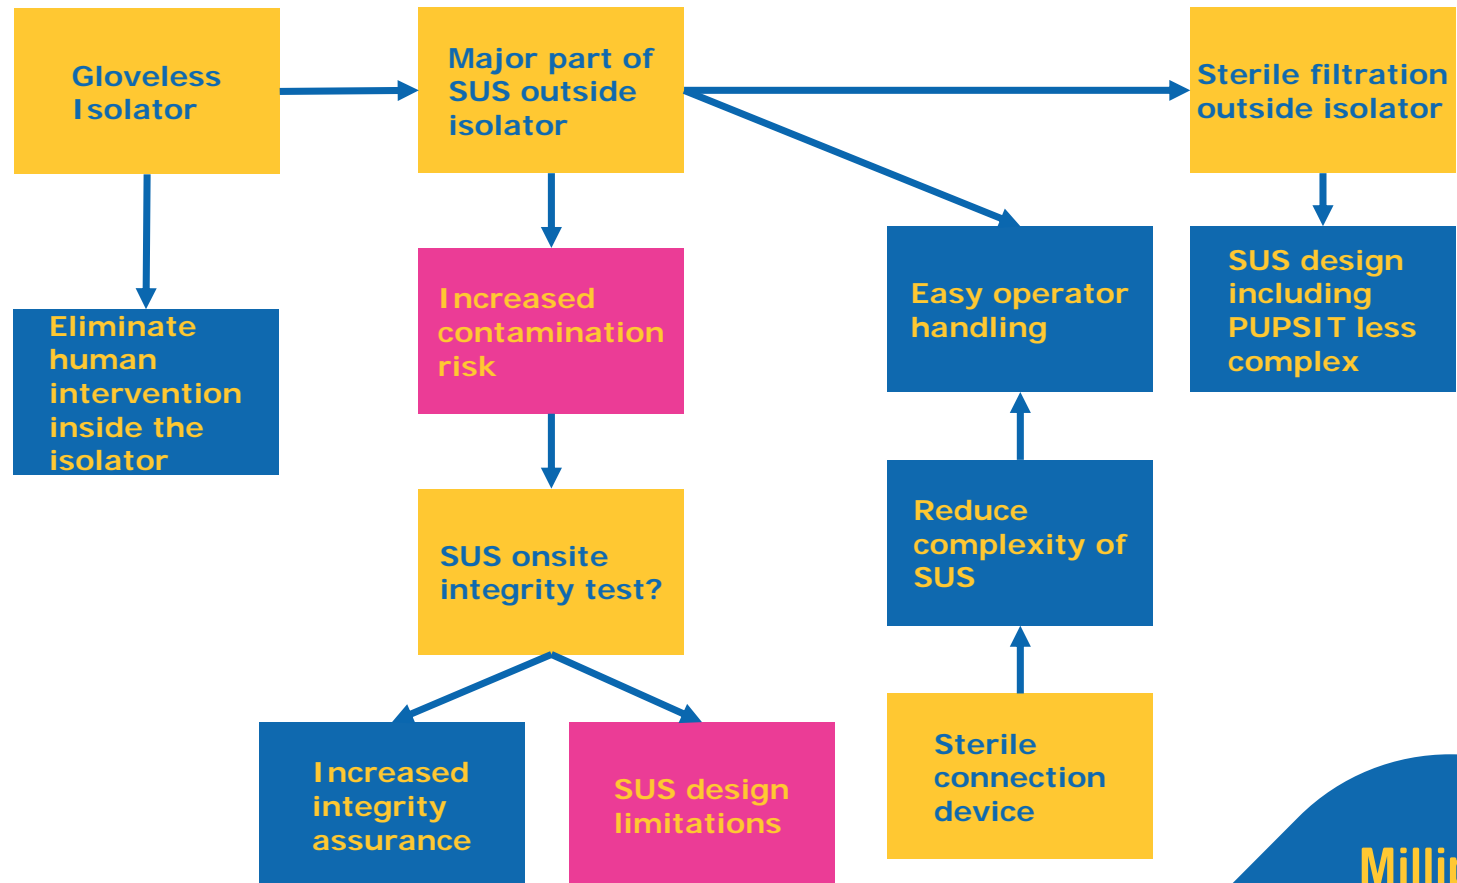 Gloveless
Isolator
Major part of
SUS outside
isolator
Sterile filtration
outside isolator
Eliminate
human
intervention
inside the
isolator
Increased
contamination
risk
Easy operator
handling
SUS design
including
PUPSIT less
complex
SUS onsite
integrity test?
Reduce
complexity of
SUS
Increased
integrity
assurance
SUS design
limitations
Sterile
connection
device